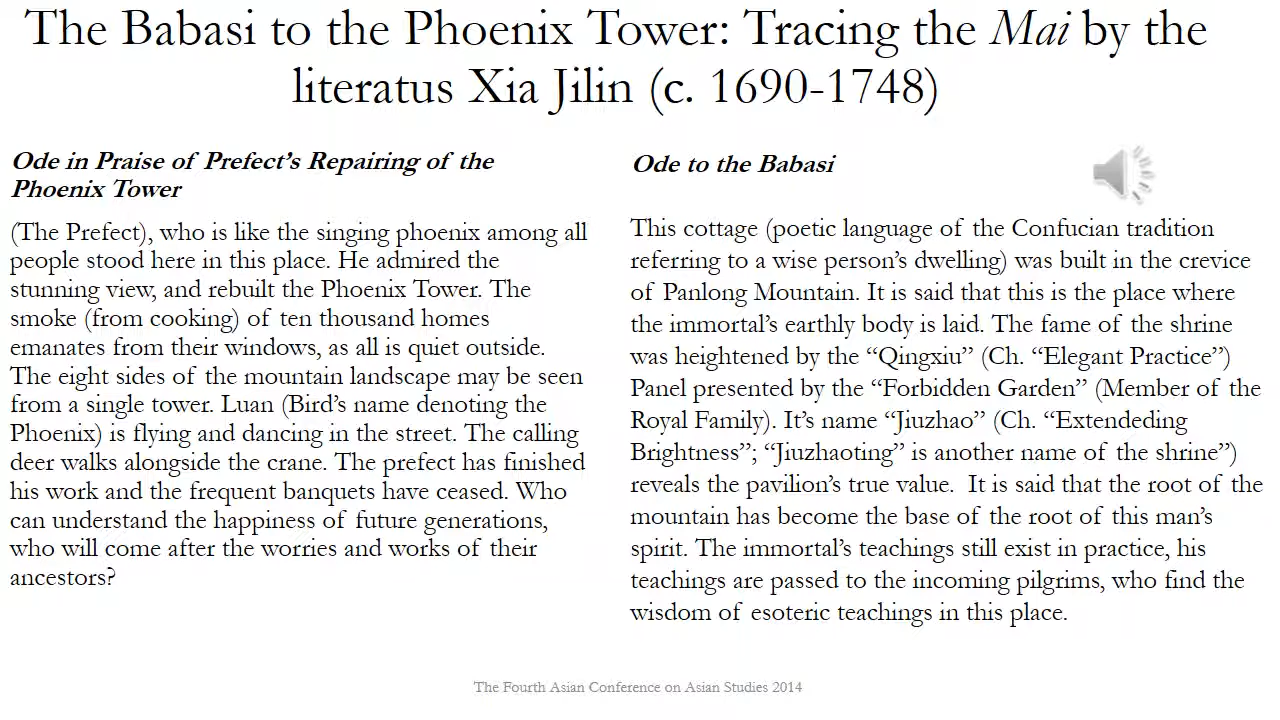 The Babasi to the Phoenix Tower: Tracing the Mai by the
literatus Xia Jilin (c. 1690-1748)
Ode in Praise of Prefect's Repairing of the
Phoenix Tower
(The Prefect), who is like the singing phoenix among all
people stood here in this place. He admired the
stunning view, and rebuilt the Phoenix Tower. The
smoke (from cooking) of ten thousand homes
emanates from their windows, as all is quiet outside.
The eight sides of the mountain landscape may be seen
from a single tower. Luan (Bird's name denoting the
Phoenix) is flying and dancing in the street. The calling
deer walks alongside the crane. The prefect has finished
his work and the frequent banquets have ceased. Who
can understand the happiness of future generations,
who will come after the worries and works of their
ancestors?
Ode to the Babasi
This cottage (poetic language of the Confucian tradition
referring to a wise person's dwelling) was built in the crevice
of Panlong Mountain. It is said that this is the place where
the immortal's earthly body is laid. The fame of the shrine
was heightened by the “Qingxiu” (Ch. “Elegant Practice”)
Panel presented by the “Forbidden Garden” (Member of the
Royal Family). It's name “Jiuzhao” (Ch. “Extendeding
Brightness”; “Jiuzhaoting” is another name of the shrine”)
reveals the pavilion's true value.  It is said that the root of the
mountain has become the base of the root of this man's
spirit. The immortal's teachings still exist in practice, his
teachings are passed to the incoming pilgrims, who find the
wisdom of esoteric teachings in this place.
The Fourth Asian Conference on Asian Studies 2014